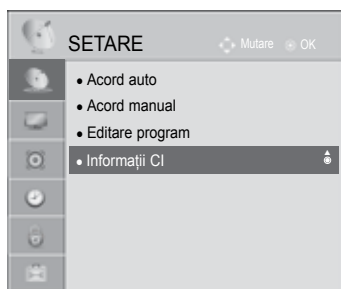 SETARE
Mutare OK
Acord auto
Acord manual
Editare program
Informații CI